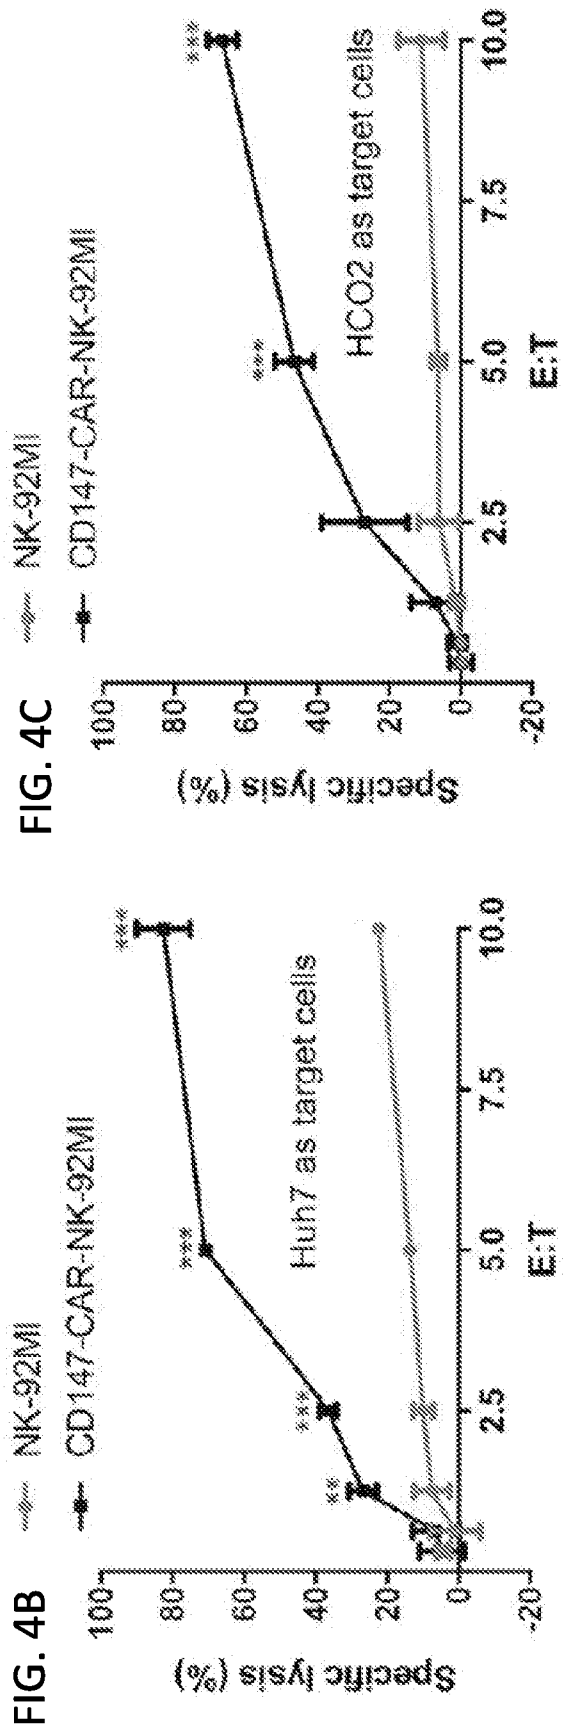 FIG. 4B
NK-92MI
CD147-CAR-NK-92MI
Specific lysis (%)
100
80
60
40
20
0
-20
**
***
***
***
Huh7 as target cells
2.5
5.0
7.5
10.0
E:T
FIG. 4C
NK-92MI
CD147-CAR-NK-92MI
Specific lysis (%)
100
80
60
40
20
0
-20
***
***
HCO2 as target cells
2.5
5.0
7.5
10.0
E:T